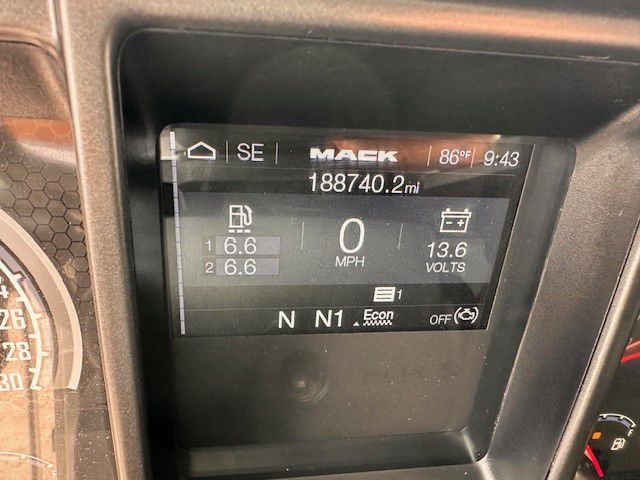 SE MACK 86°F 9:43
188740.2mi
1 6.6
2 6.6
0
MPH
- +
13.6
VOLTS
1
N N1 Econ OFF
26
28
30
F